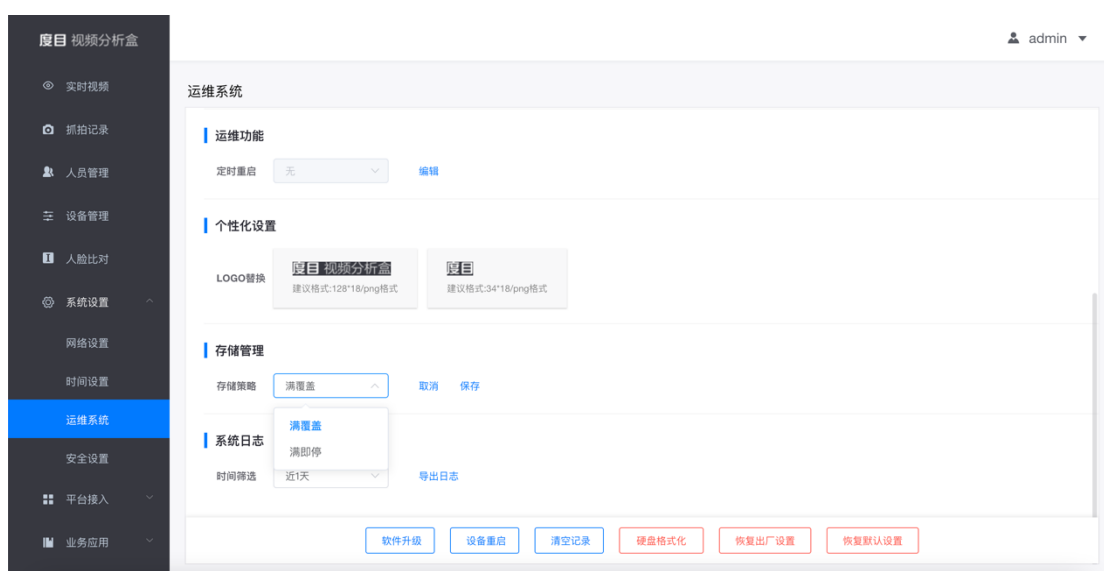 度目 视频分析盒
admin
实时视频
抓拍记录
人员管理
设备管理
人脸比对
系统设置
网络设置
时间设置
运维系统
安全设置
平台接入
业务应用
运维系统
运维功能
定时重启 无 编辑
个性化设置
LOGO替换
度目 视频分析盒
建议格式:128*18/png格式
度目
建议格式:34*18/png格式
存储管理
存储策略 满覆盖 取消 保存
满覆盖
满即停
系统日志
时间筛选 近1天 导出日志
软件升级 设备重启 清空记录 硬盘格式化 恢复出厂设置 恢复默认设置